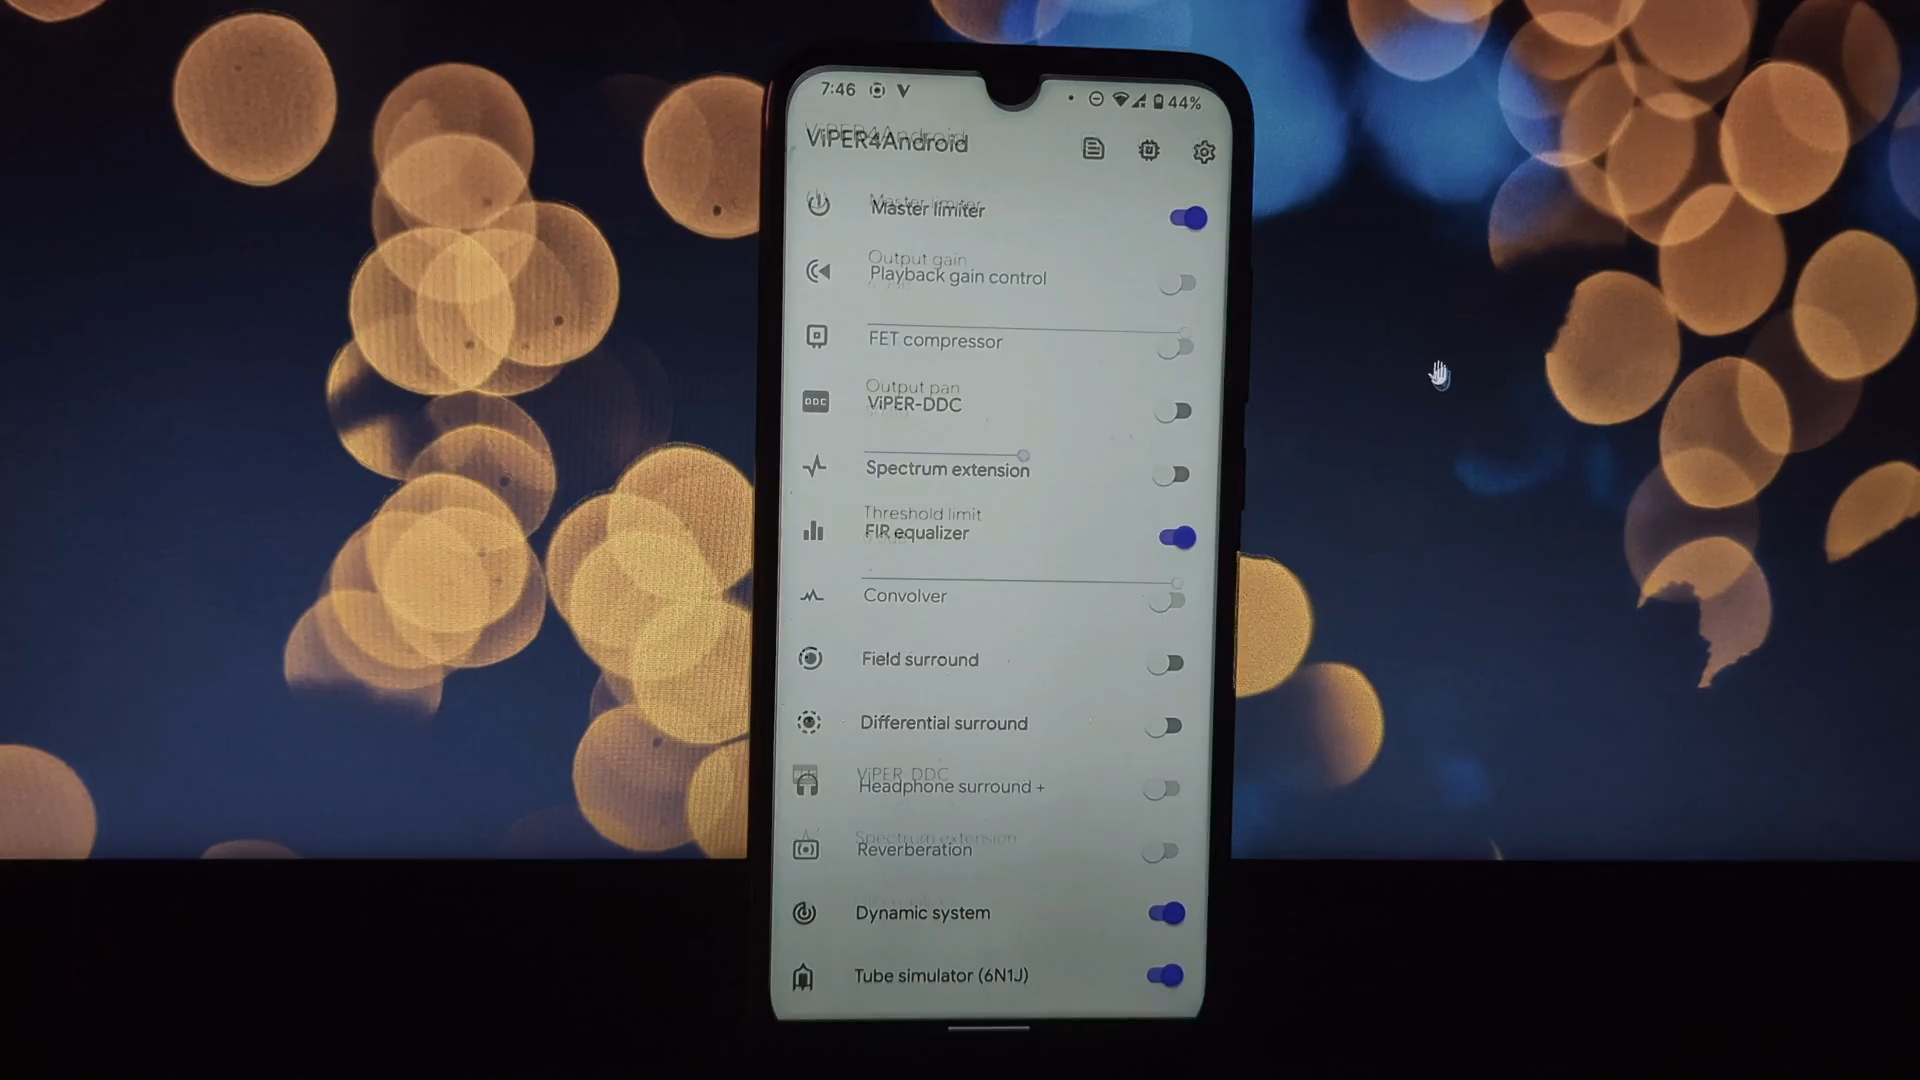 7:46
44%
ViPER4Android
Master limiter
Output gain
Playback gain control
FET compressor
Output pan
DDC
ViPER-DDC
Spectrum extension
Threshold limit
FIR equalizer
Convolver
Field surround
Differential surround
ViPER DDC
Headphone surround +
Spectrum extension
Reverberation
Dynamic system
Tube simulator (6N1J)